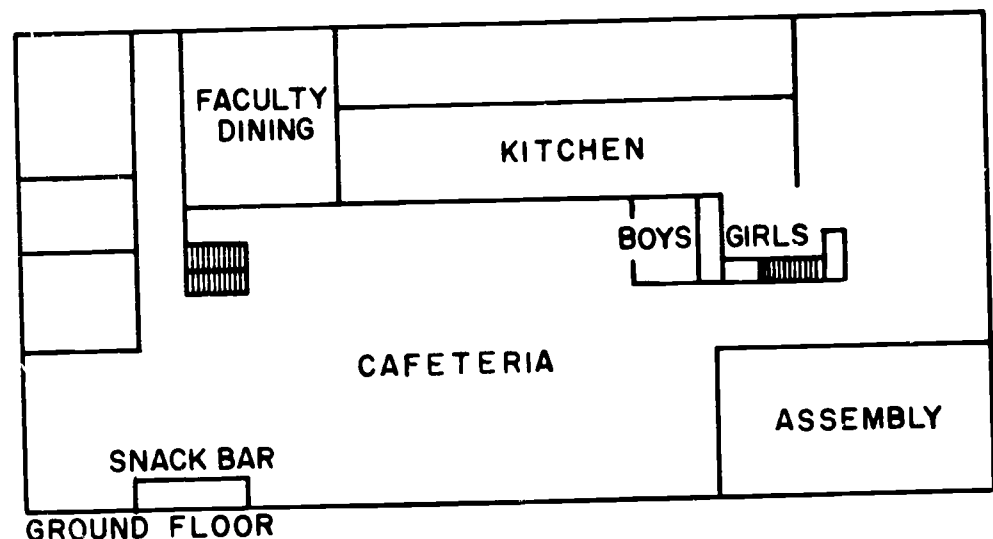 FACULTY
DINING
KITCHEN
BOYS
GIRLS
CAFETERIA
ASSEMBLY
SNACK BAR
GROUND FLOOR